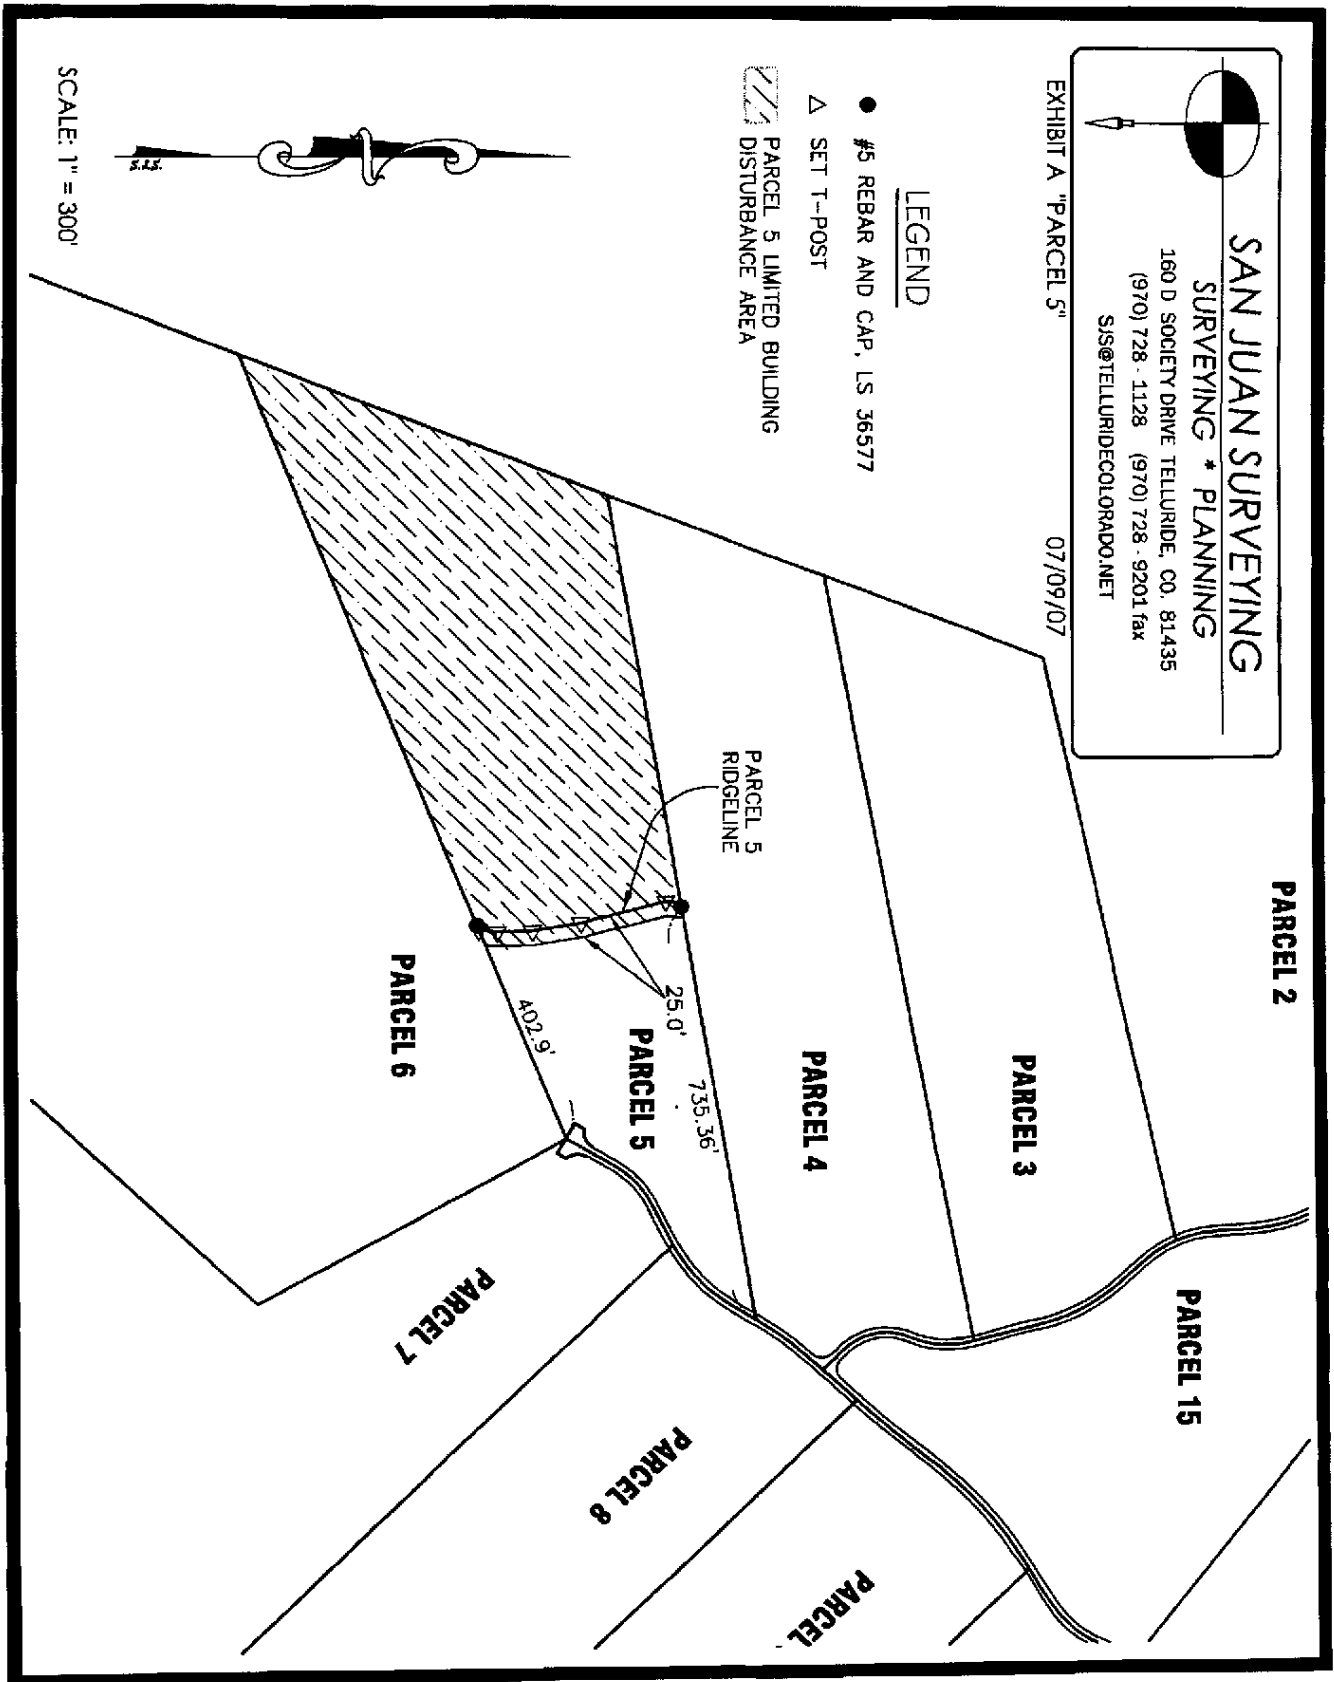 SAN JUAN SURVEYING
SURVEYING * PLANNING
160 D SOCIETY DRIVE TELLURIDE, CO. 81435
(970) 728 - 1128 (970) 728 - 9201 fax
SJS@TELLURIDECOLORADO.NET
EXHIBIT A "PARCEL 5"
07/09/07
LEGEND
#5 REBAR AND CAP, LS 36577
SET T-POST
PARCEL 5 LIMITED BUILDING
DISTURBANCE AREA
S.J.S.
SCALE: 1" = 300'
PARCEL 2
PARCEL 15
PARCEL 3
PARCEL 4
PARCEL 5
RIDGELINE
25.0'
735.36'
PARCEL 5
402.9'
PARCEL 6
PARCEL 7
PARCEL 8
PARCEL